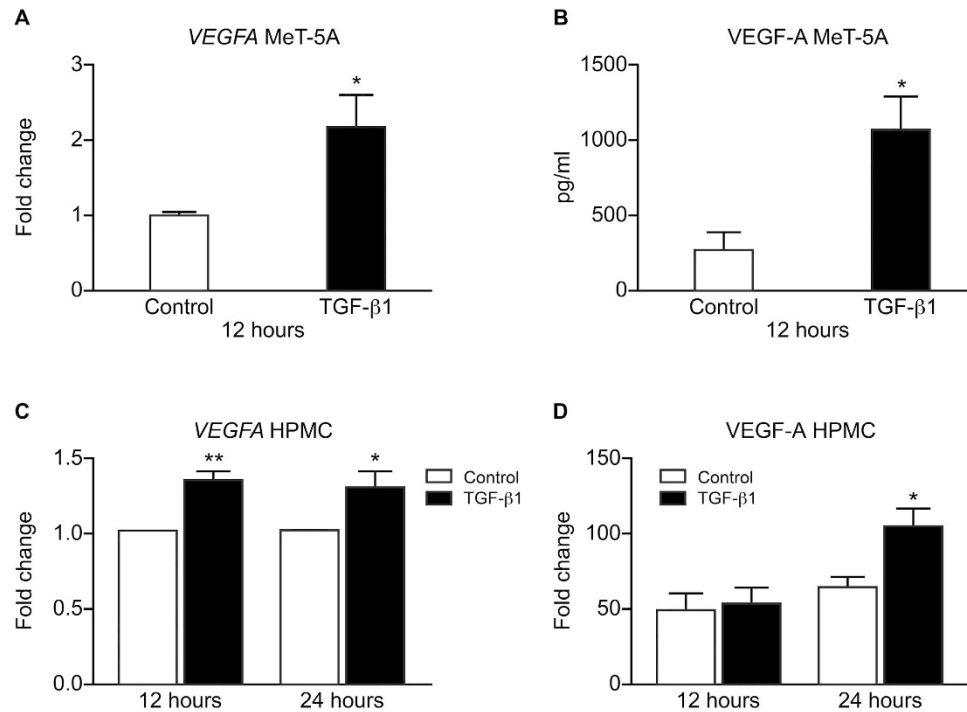 A
VEGFA MeT-5A
Fold change
3
2
1
0
*
Control
TGF-β1
12 hours
B
VEGF-A MeT-5A
pg/ml
1500
1000
500
0
*
Control
TGF-β1
12 hours
C
VEGFA HPMC
Fold change
1.5
1.0
0.5
0.0
**
*
12 hours
24 hours
Control
TGF-β1
D
VEGF-A HPMC
Fold change
150
100
50
0
Control
TGF-β1
*
12 hours
24 hours